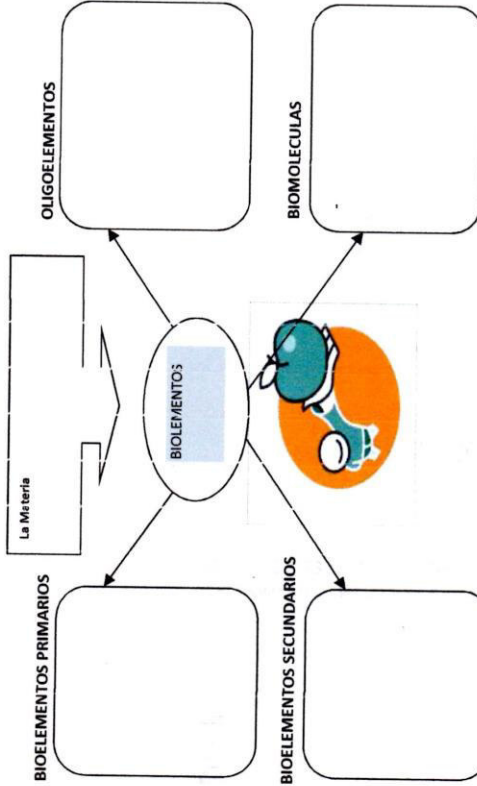 La Materia
BIOELEMENTOS PRIMARIOS
OLIGOELEMENTOS
BIOLEMENTOS
BIOELEMENTOS SECUNDARIOS
BIOMOLECULAS